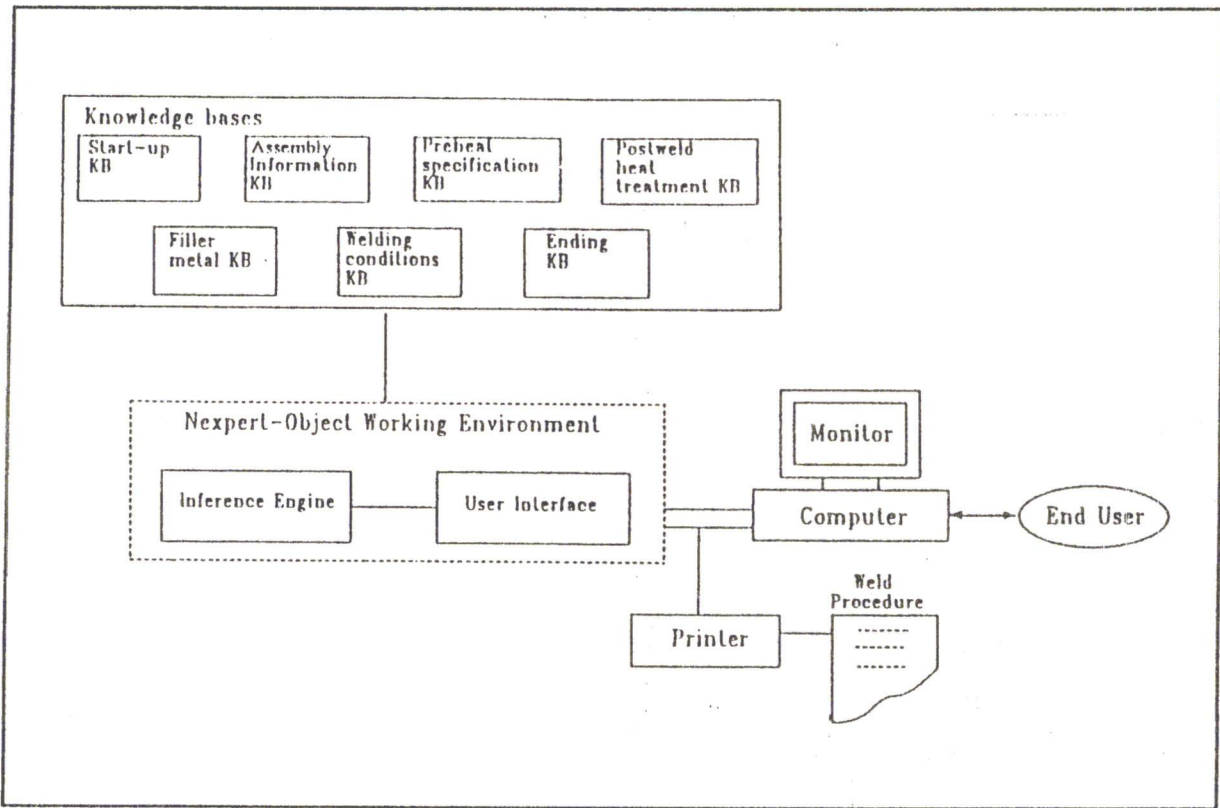 Knowledge bases
Start-up
KB
Assembly
Information
KB
Preheat
specification
KB
Postweld
heat
treatment KB
Filler
metal KB
Welding
conditions
KB
Ending
KB
Nexpert-Object Working Environment
Inference Engine
User Interface
Monitor
Computer
End User
Printer
Weld
Procedure